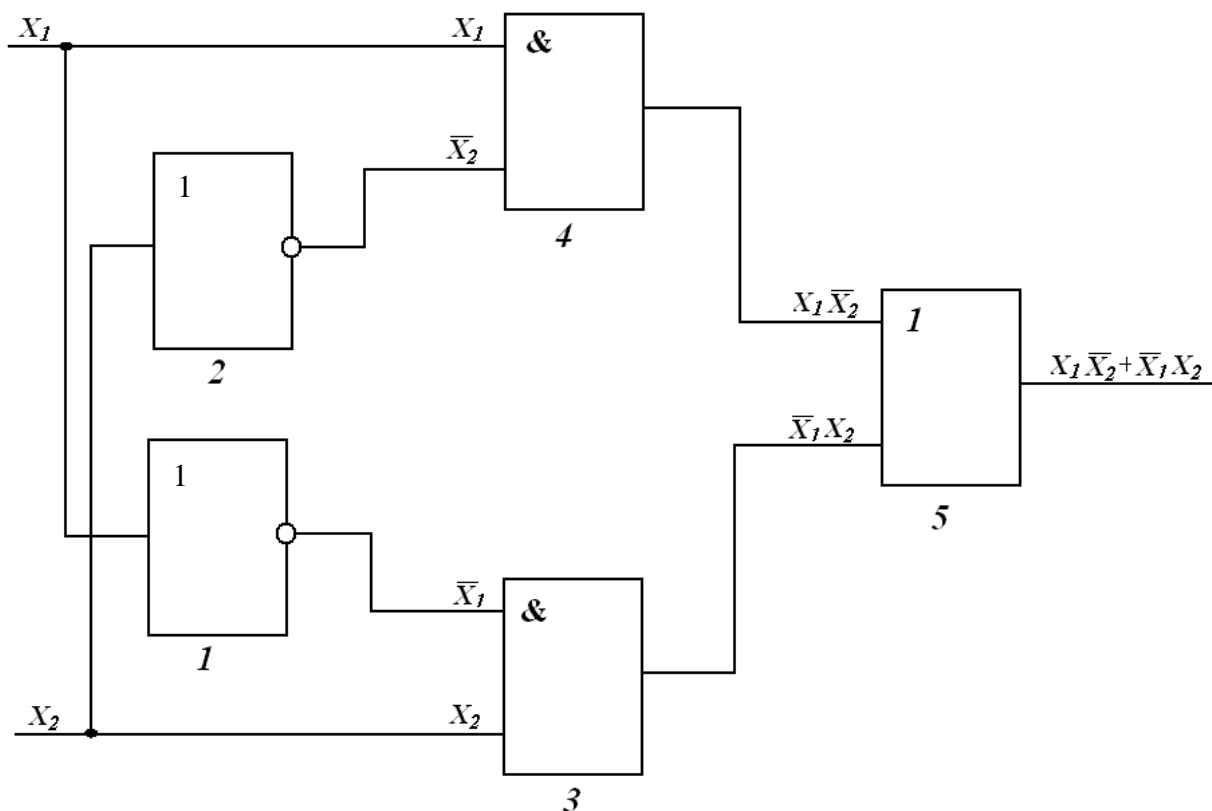 X₁ X₁ &
X̅₂
1
4
2
X₁X̅₂ 1
X₁X̅₂+X̅₁X₂
X̅₁X₂
1
5
X̅₁ &
1
X₂ X₂
3